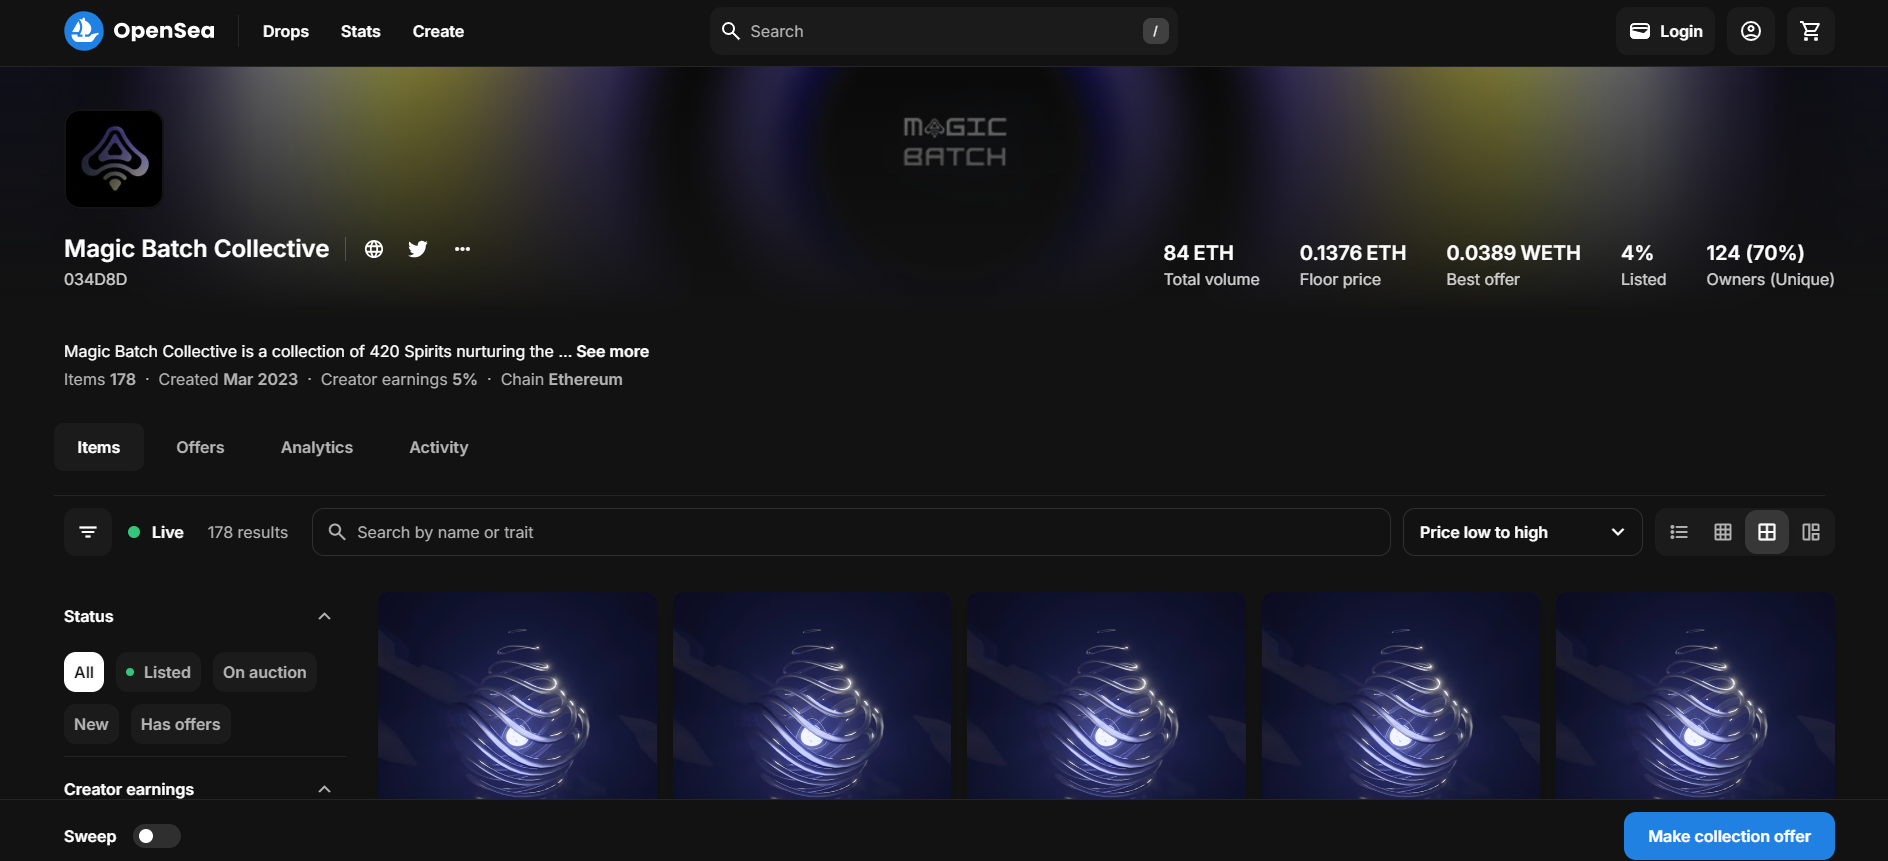 OpenSea
Drops
Stats
Create
Search
/
Login
MAGIC
BATCH
Magic Batch Collective
034D8D
84 ETH
Total volume
0.1376 ETH
Floor price
0.0389 WETH
Best offer
4%
Listed
124 (70%)
Owners (Unique)
Magic Batch Collective is a collection of 420 Spirits nurturing the ... See more
Items 178 · Created Mar 2023 · Creator earnings 5% · Chain Ethereum
Items
Offers
Analytics
Activity
Live
178 results
Search by name or trait
Price low to high
Status
All
Listed
On auction
New
Has offers
Creator earnings
Sweep
Make collection offer